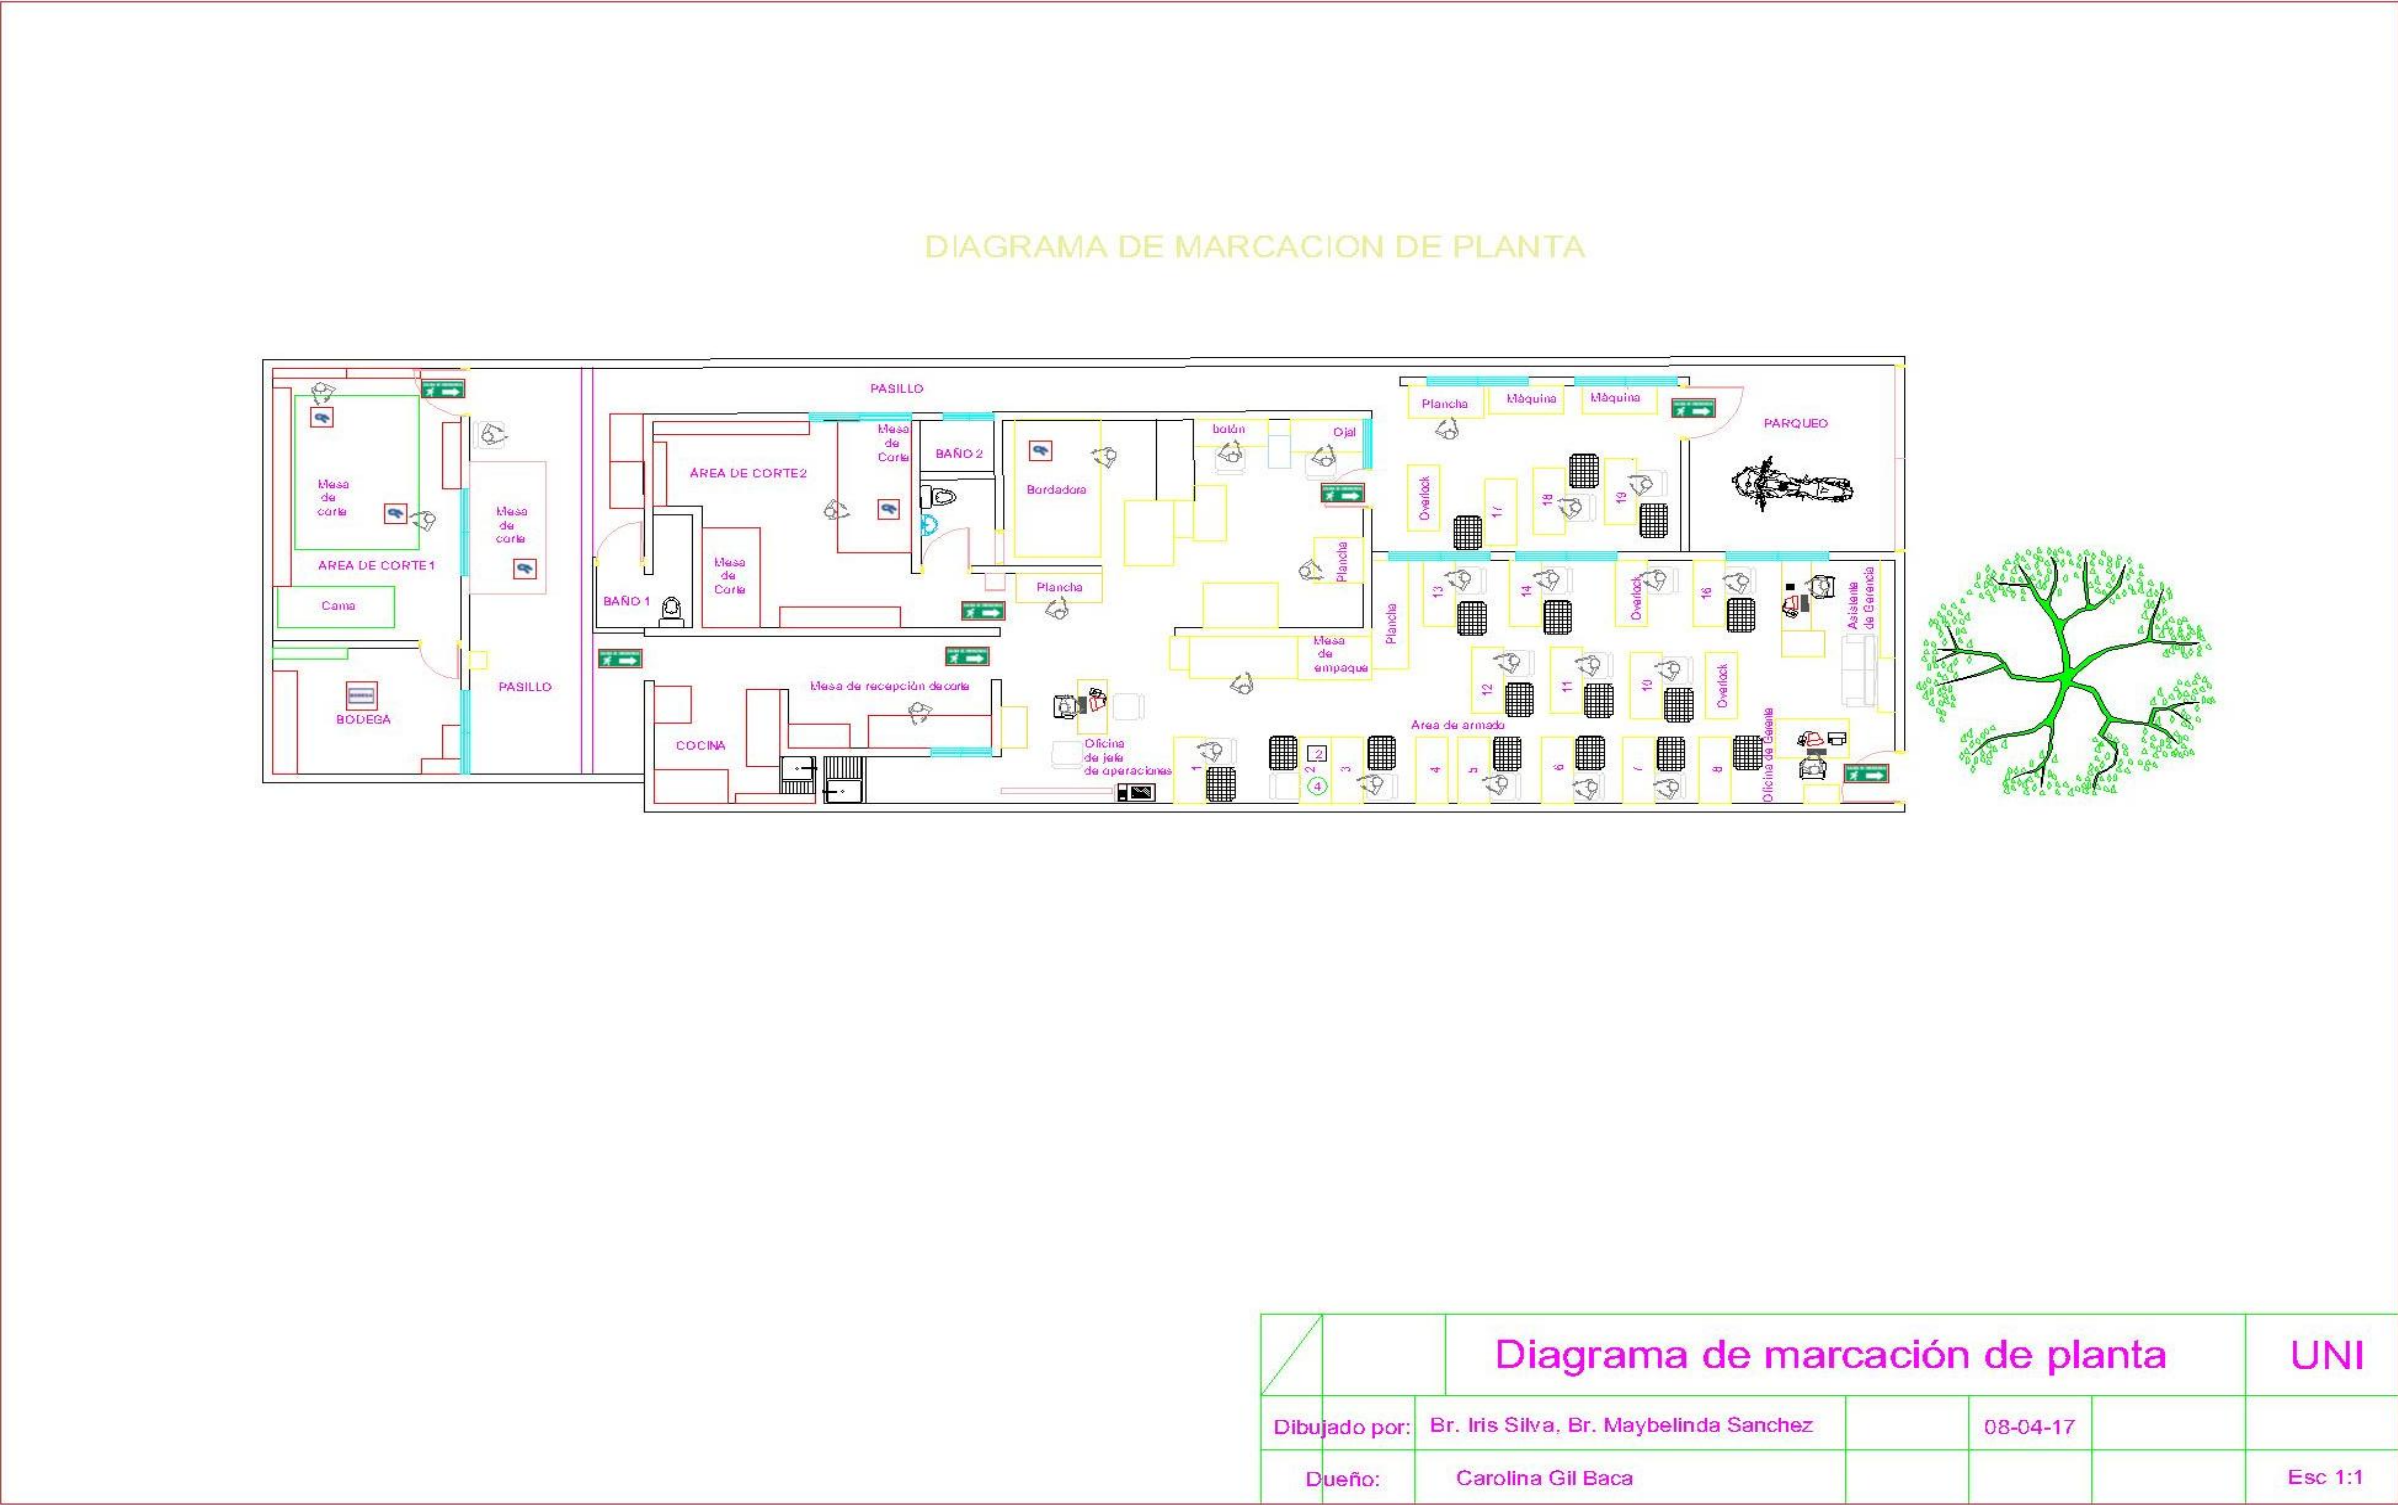 DIAGRAMA DE MARCACION DE PLANTA
PASILLO
Mesa
de
corte
AREA DE CORTE1
Cama
BODEGA
Mesa
de
corte
PASILLO
ÁREA DE CORTE2
Mesa
de
Corte
BAÑO 2
BAÑO 1
Mesa
de
Corte
Mesa de recepción de corte
COCINA
Bordadora
Plancha
botón
Ojal
Plancha
Mesa
de
empaque
Oficina
de jefe
de operaciones
Plancha
Máquina
Máquina
PARQUEO
Overlock
17
18
19
Plancha
13
14
Overlock
16
Asistente
de Gerencia
12
11
10
Overlock
Area de armado
1
2
2
4
3
4
5
6
7
8
Oficina de Gerente
Diagrama de marcación de planta
UNI
Dibujado por:
Br. Iris Silva, Br. Maybelinda Sanchez
08-04-17
Dueño:
Carolina Gil Baca
Esc 1:1